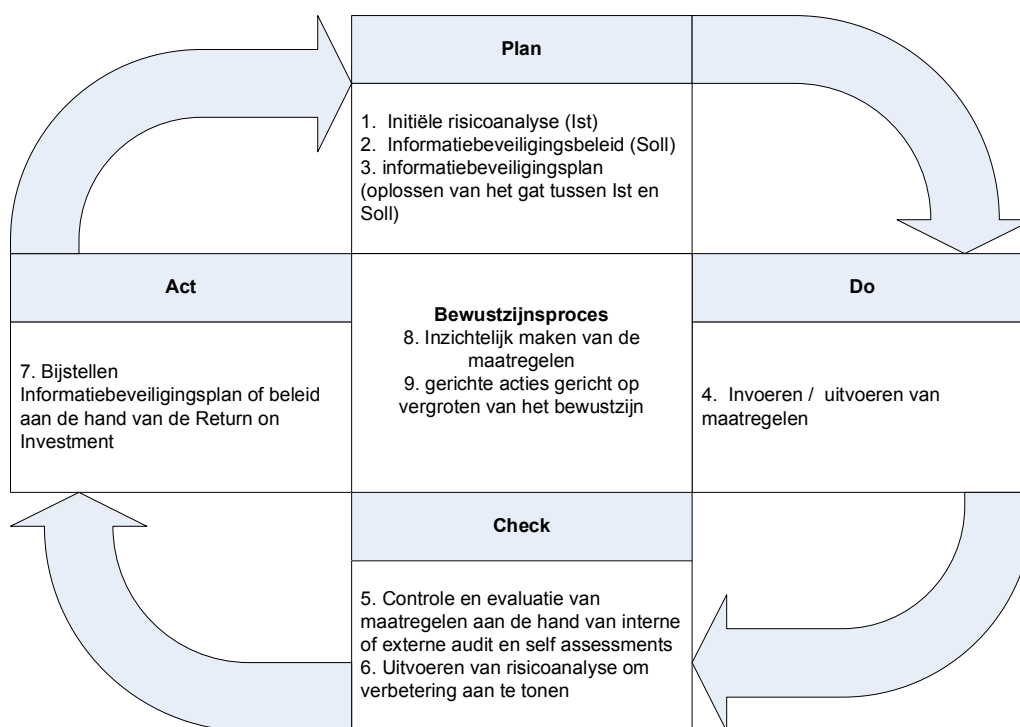 Plan
1. Initiële risicoanalyse (Ist)
2. Informatiebeveiligingsbeleid (Soll)
3. informatiebeveiligingsplan
(oplossen van het gat tussen Ist en
Soll)
Act
7. Bijstellen
Informatiebeveiligingsplan of beleid
aan de hand van de Return on
Investment
Bewustzijnsproces
8. Inzichtelijk maken van de
maatregelen
9. gerichte acties gericht op
vergroten van het bewustzijn
Do
4. Invoeren / uitvoeren van
maatregelen
Check
5. Controle en evaluatie van
maatregelen aan de hand van interne
of externe audit en self assessments
6. Uitvoeren van risicoanalyse om
verbetering aan te tonen